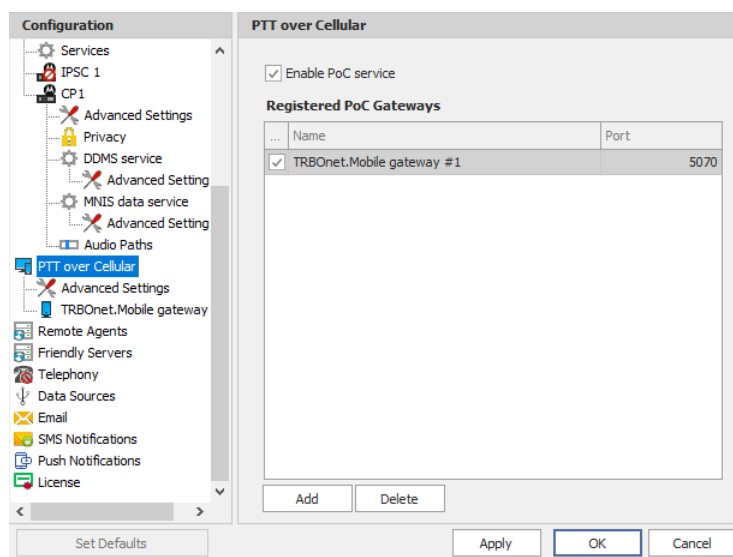 Configuration
Services
IPSC 1
CP1
Advanced Settings
Privacy
DDMS service
Advanced Setting
MNIS data service
Advanced Setting
Audio Paths
PTT over Cellular
Advanced Settings
TRBOnet.Mobile gateway
Remote Agents
Friendly Servers
Telephony
Data Sources
Email
SMS Notifications
Push Notifications
License
Set Defaults
PTT over Cellular
Enable PoC service
Registered PoC Gateways
... Name Port
TRBOnet.Mobile gateway #1 5070
Add Delete
Apply OK Cancel